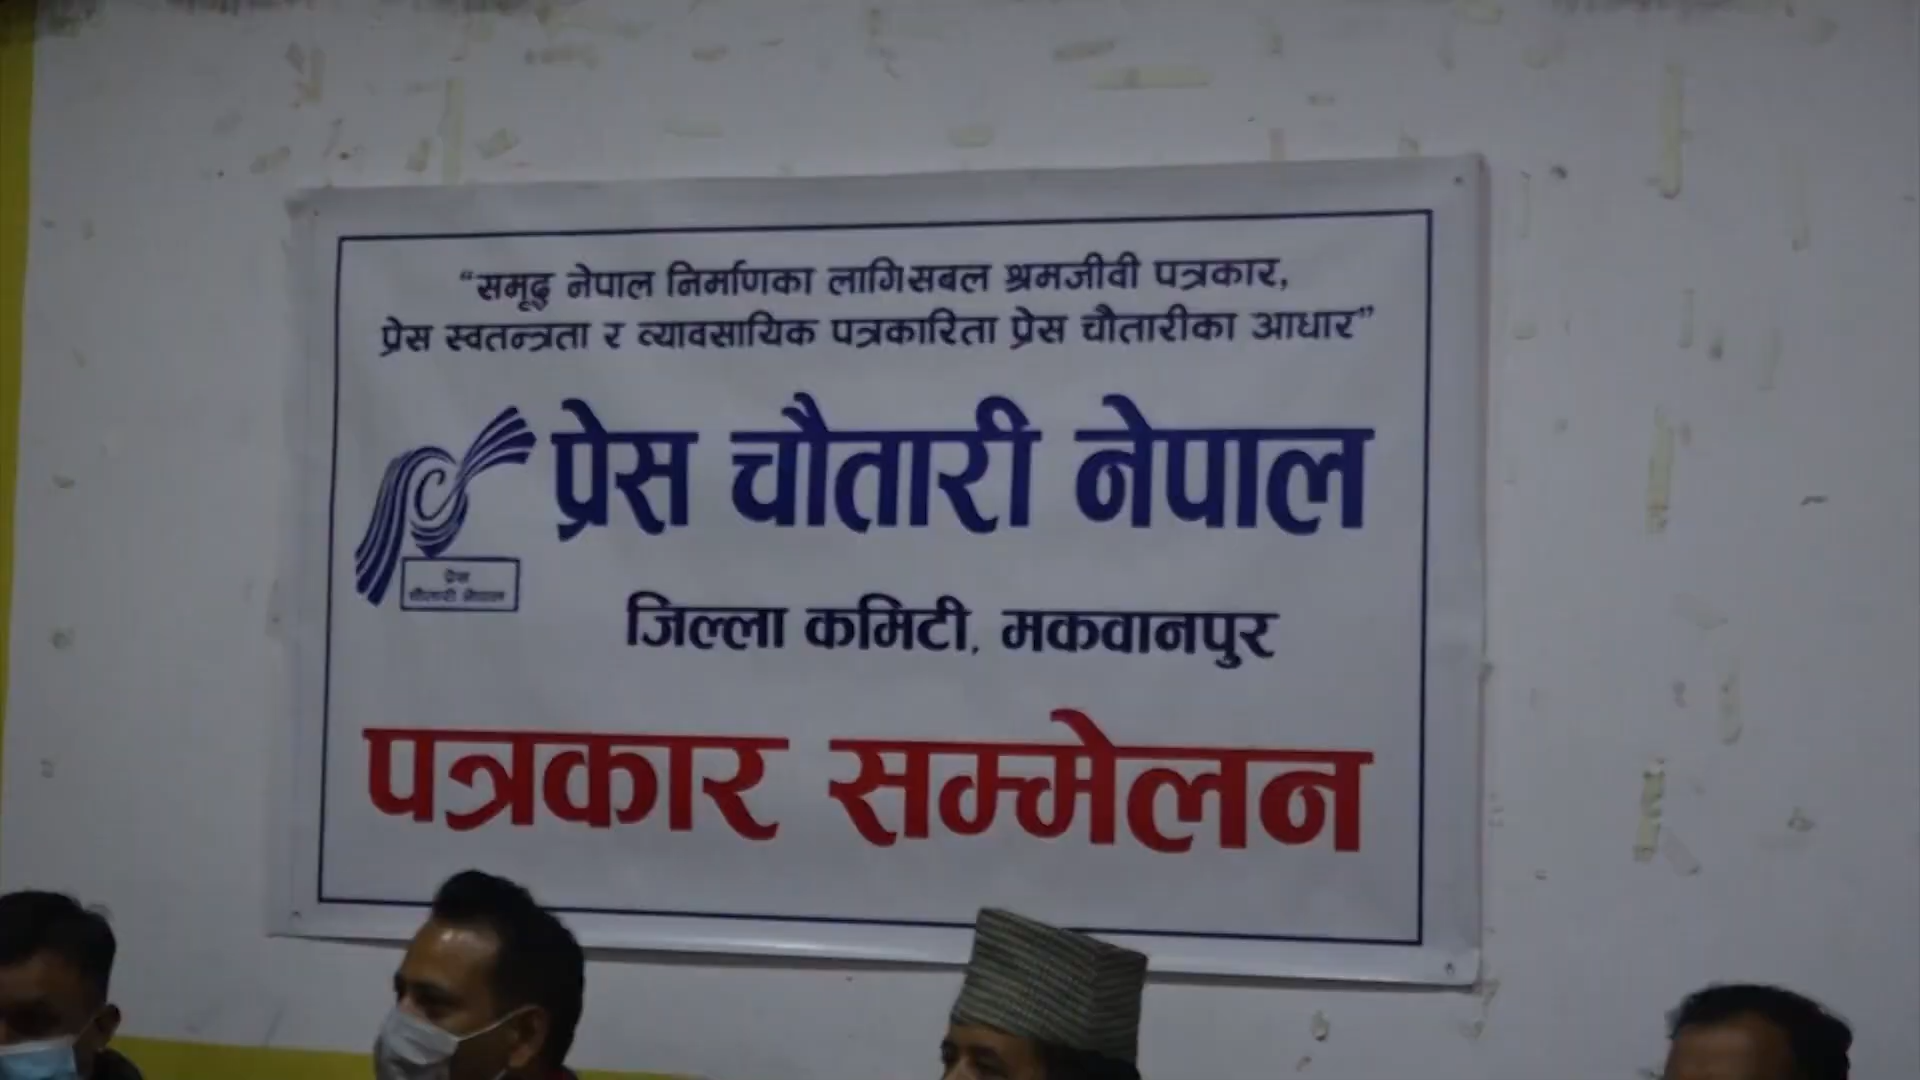 “समृद्ध नेपाल निर्माणका लागि सबल श्रमजीवी पत्रकार,
प्रेस स्वतन्त्रता र व्यावसायिक पत्रकारिता प्रेस चौतारीका आधार”
प्रेस चौतारी नेपाल
प्रेस
चौतारी नेपाल
जिल्ला कमिटी, मकवानपुर
पत्रकार सम्मेलन